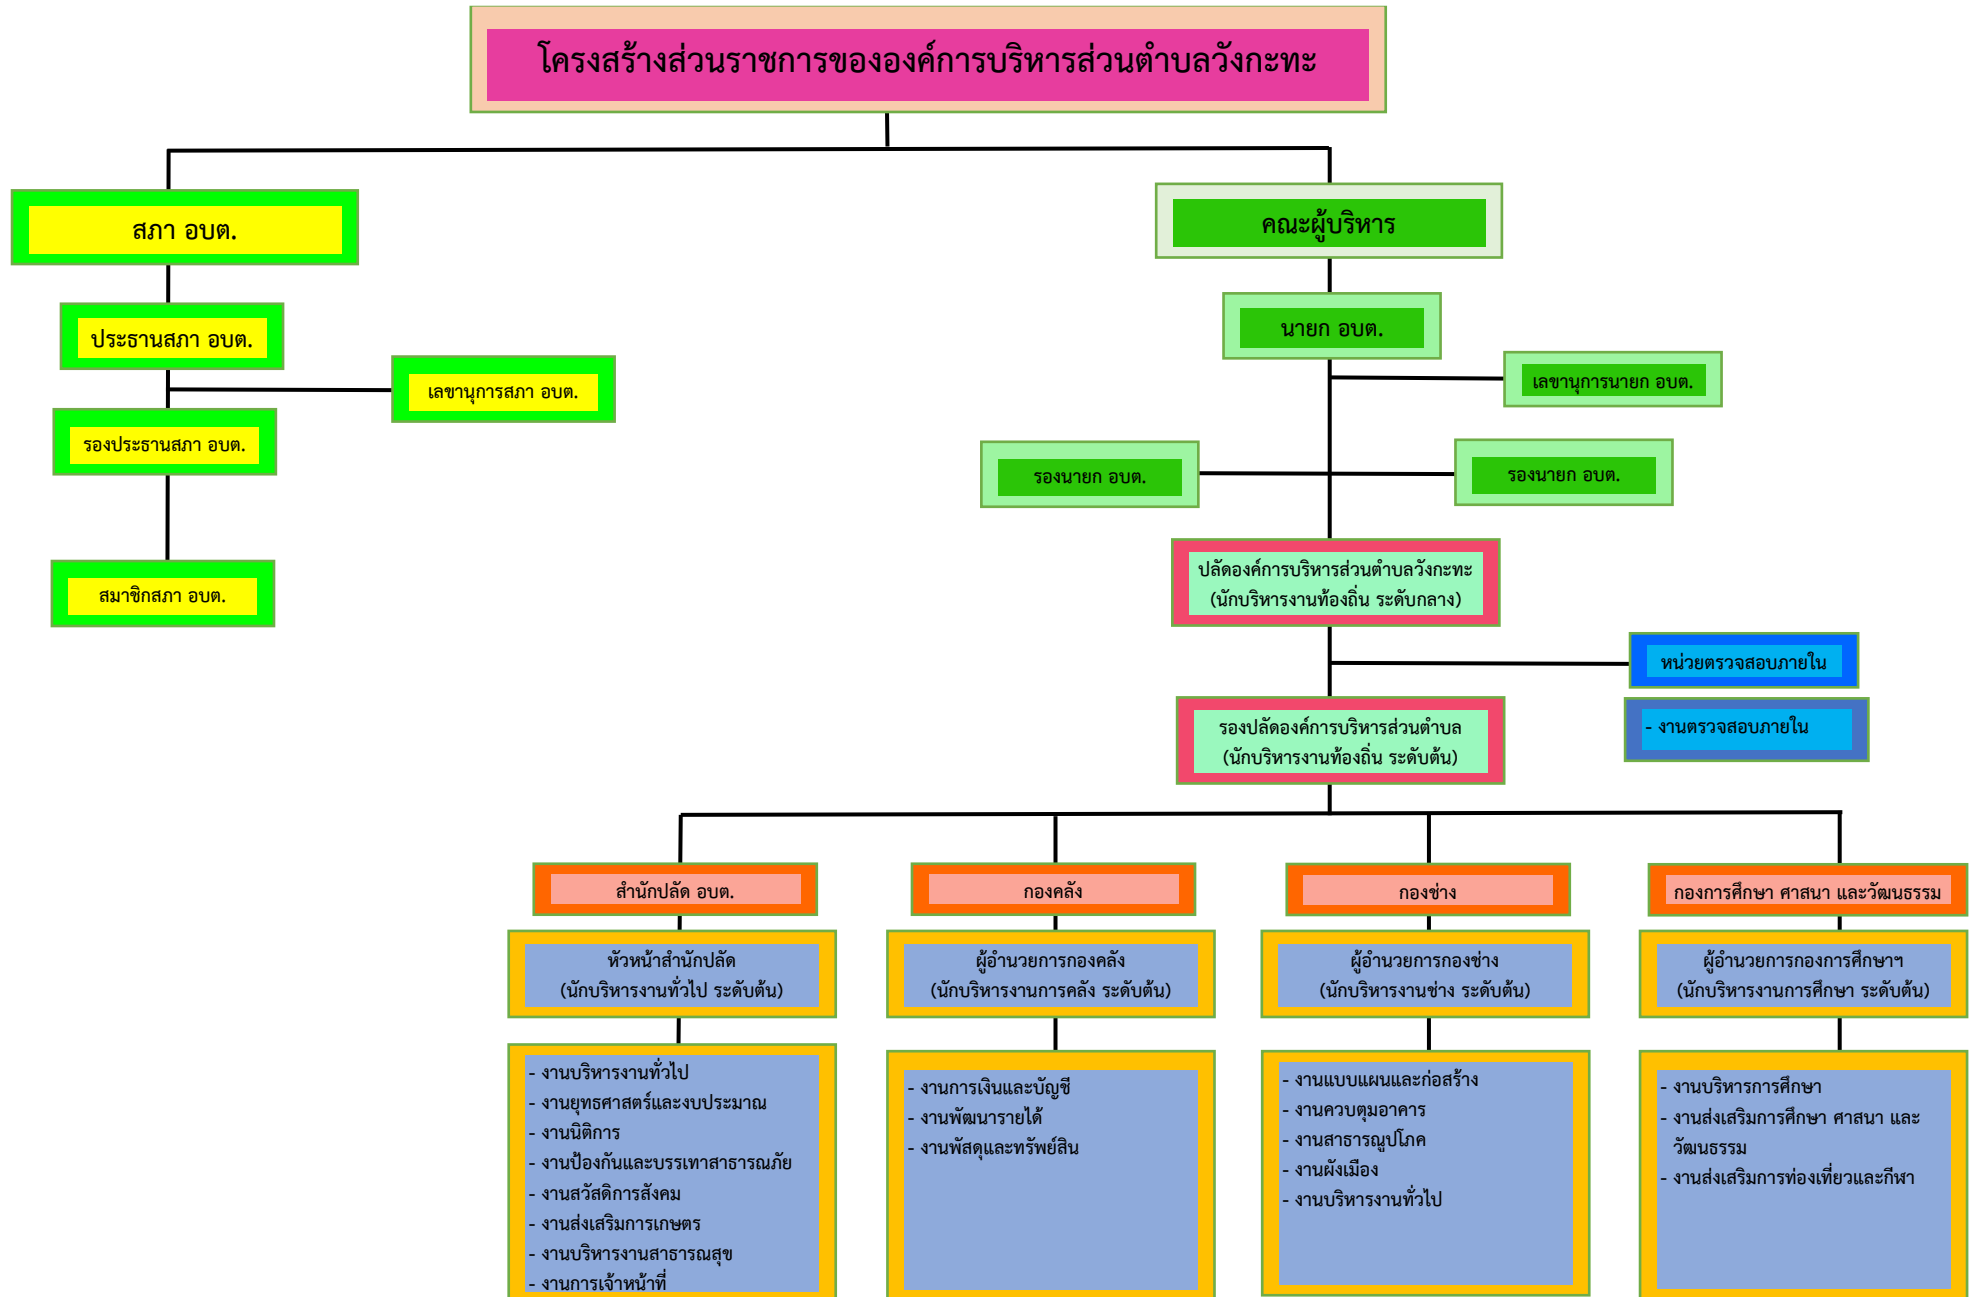 โครงสร้างส่วนราชการขององค์การบริหารส่วนตำบลวังกะทะ
สภา อบต.
คณะผู้บริหาร
ประธานสภา อบต.
เลขานุการสภา อบต.
รองประธานสภา อบต.
สมาชิกสภา อบต.
นายก อบต.
เลขานุการนายก อบต.
รองนายก อบต.
รองนายก อบต.
ปลัดองค์การบริหารส่วนตำบลวังกะทะ
(นักบริหารงานท้องถิ่น ระดับกลาง)
หน่วยตรวจสอบภายใน
- งานตรวจสอบภายใน
รองปลัดองค์การบริหารส่วนตำบล
(นักบริหารงานท้องถิ่น ระดับต้น)
สำนักปลัด อบต.
หัวหน้าสำนักปลัด
(นักบริหารงานทั่วไป ระดับต้น)
- งานบริหารงานทั่วไป
- งานยุทธศาสตร์และงบประมาณ
- งานนิติการ
- งานป้องกันและบรรเทาสาธารณภัย
- งานสวัสดิการสังคม
- งานส่งเสริมการเกษตร
- งานบริหารงานสาธารณสุข
- งานการเจ้าหน้าที่
กองคลัง
ผู้อำนวยการกองคลัง
(นักบริหารงานการคลัง ระดับต้น)
- งานการเงินและบัญชี
- งานพัฒนารายได้
- งานพัสดุและทรัพย์สิน
กองช่าง
ผู้อำนวยการกองช่าง
(นักบริหารงานช่าง ระดับต้น)
- งานแบบแผนและก่อสร้าง
- งานควบตุมอาคาร
- งานสาธารณูปโภค
- งานผังเมือง
- งานบริหารงานทั่วไป
กองการศึกษา ศาสนา และวัฒนธรรม
ผู้อำนวยการกองการศึกษาฯ
(นักบริหารงานการศึกษา ระดับต้น)
- งานบริหารการศึกษา
- งานส่งเสริมการศึกษา ศาสนา และ
วัฒนธรรม
- งานส่งเสริมการท่องเที่ยวและกีฬา